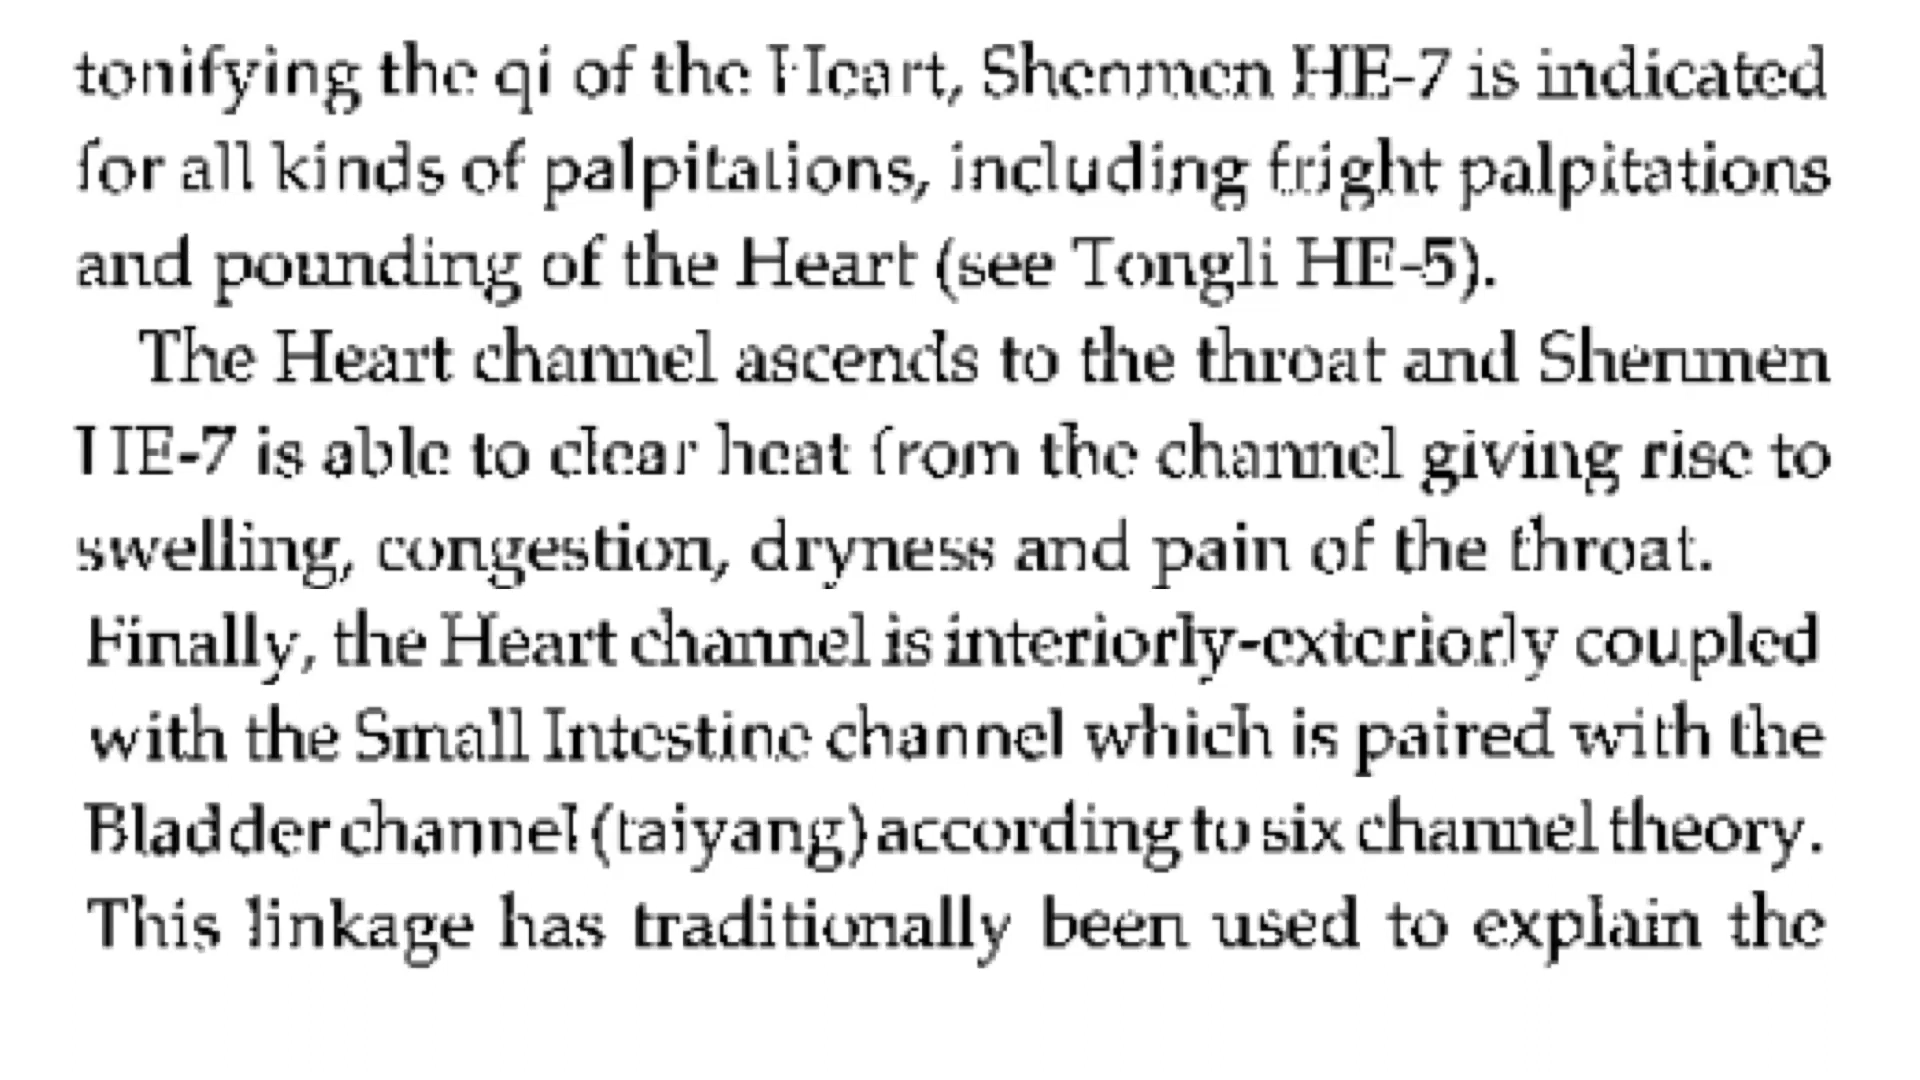 tonifying the qi of the Heart, Shenmen HE-7 is indicated
for all kinds of palpitations, including fright palpitations
and pounding of the Heart (see Tongli HE-5).
The Heart channel ascends to the throat and Shenmen
HE-7 is able to clear heat from the channel giving rise to
swelling, congestion, dryness and pain of the throat.
Finally, the Heart channel is interiorly-exteriorly coupled
with the Small Intestine channel which is paired with the
Bladder channel (taiyang) according to six channel theory.
This linkage has traditionally been used to explain the